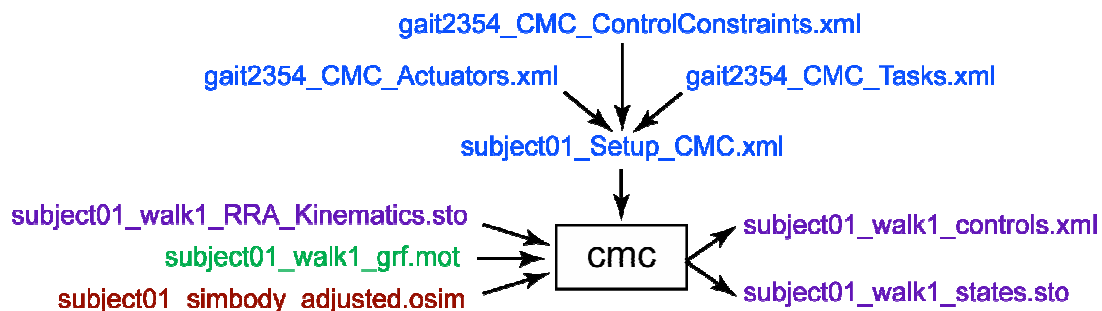 gait2354_CMC_ControlConstraints.xml
gait2354_CMC_Actuators.xml
gait2354_CMC_Tasks.xml
subject01_Setup_CMC.xml
subject01_walk1_RRA_Kinematics.sto
subject01_walk1_grf.mot
subject01_simbody_adjusted.osim
cmc
subject01_walk1_controls.xml
subject01_walk1_states.sto